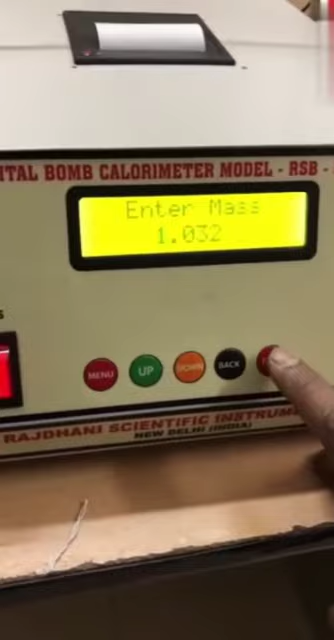 ITAL BOMB CALORIMETER MODEL - RSB -
Enter Mass
1.032
MENU
UP
DOWN
BACK
RAJDHANI SCIENTIFIC INSTRUM
NEW DELHI (INDIA)